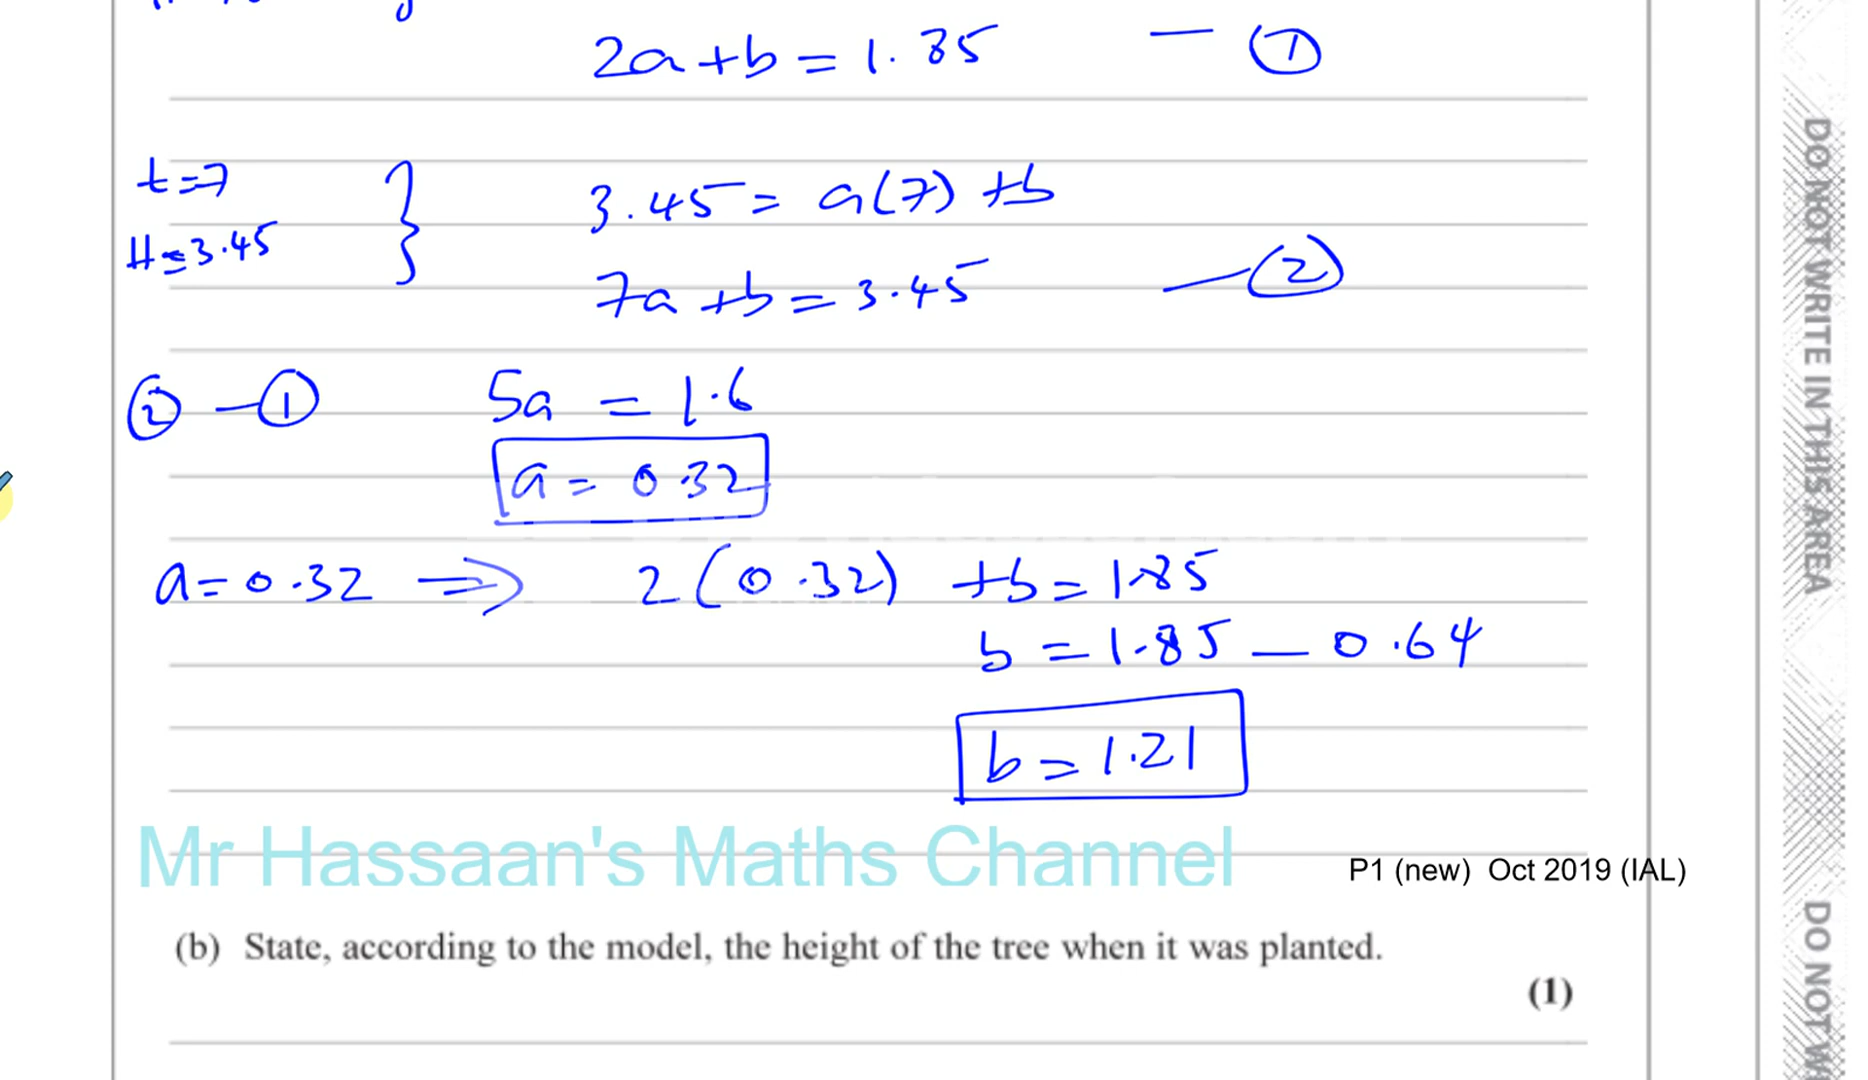 2a+b = 1.85 — ①
t=7
H=3.45 } 3.45 = a(7) +b
7a +b = 3.45 — ②
② - ① 5a = 1.6
a = 0.32
a = 0.32 => 2(0.32) +b = 1.85
b = 1.85 - 0.64
b = 1.21
Mr Hassaan's Maths Channel
P1 (new) Oct 2019 (IAL)
(b) State, according to the model, the height of the tree when it was planted.
(1)
DO NOT WRITE IN THIS AREA
DO NOT W